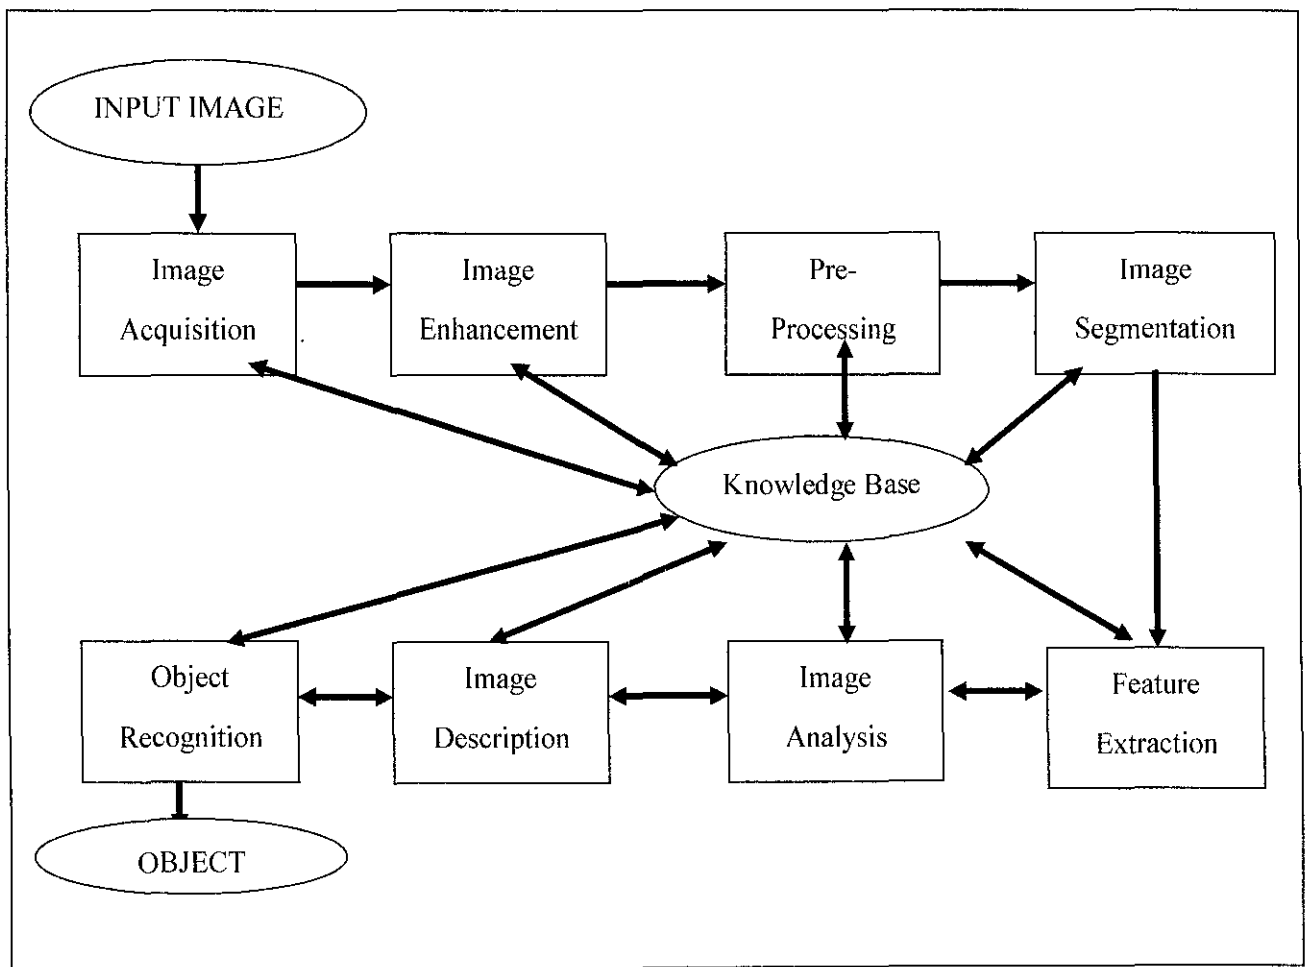 INPUT IMAGE
Image
Acquisition
Image
Enhancement
Pre-
Processing
Image
Segmentation
Knowledge Base
Object
Recognition
Image
Description
Image
Analysis
Feature
Extraction
OBJECT